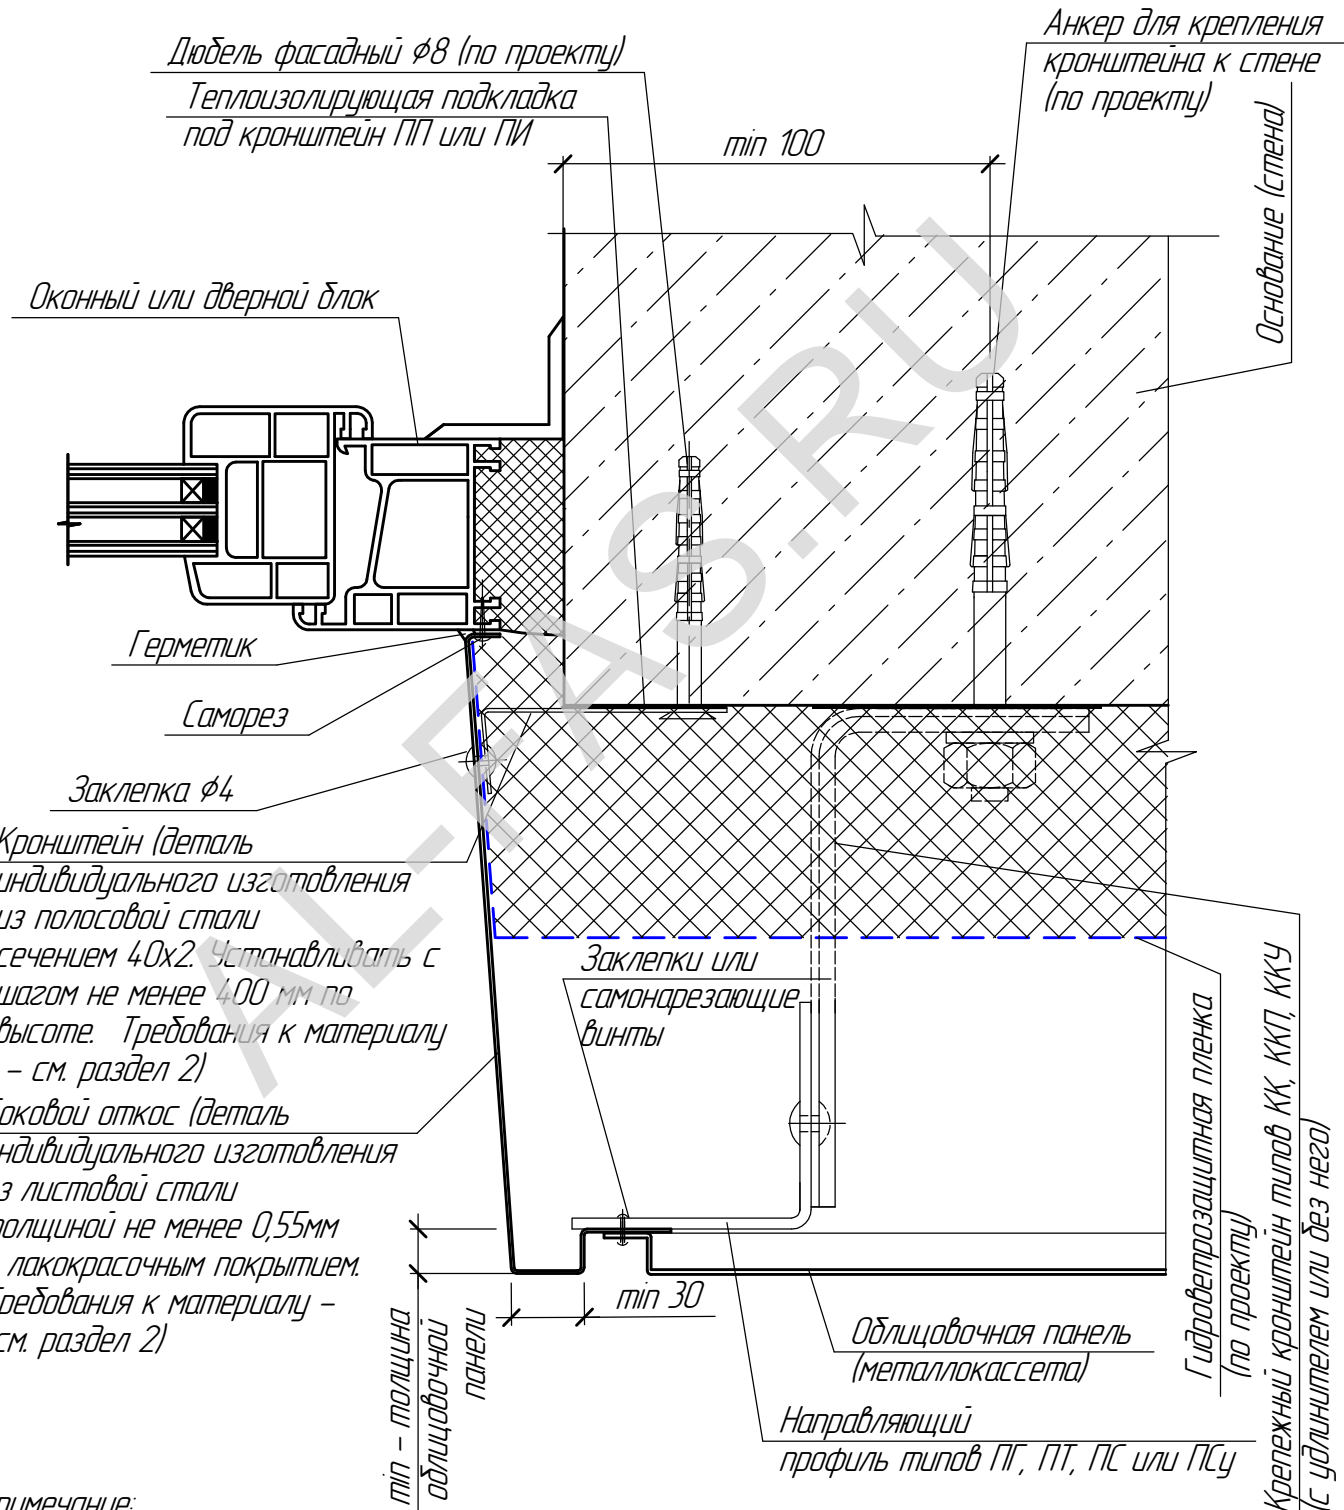 Дюбель фасадный ϕ8 (по проекту)
Теплоизолирующая подкладка
под кронштейн ПП или ПИ
min 100
Анкер для крепления
кронштейна к стене
(по проекту)
Основание (стена)
Оконный или дверной блок
Герметик
Саморез
Заклепка ϕ4
Кронштейн (деталь
индивидуального изготовления
из полосовой стали
сечением 40х2. Устанавливать с
шагом не менее 400 мм по
высоте. Требования к материалу
- см. раздел 2)
боковой откос (деталь
ндивидуального изготовления
з листовой стали
олщиной не менее 0,55мм
лакокрасочным покрытием.
Требования к материалу -
см. раздел 2)
Заклепки или
самонарезающие
винты
min 30
min - толщина
облицовочной
панели
Облицовочная панель
(металлокассета)
Направляющий
профиль типов ПГ, ПТ, ПС или ПСу
Гидроветрозащитная пленка
(по проекту)
Крепежный кронштейн типов КК, ККП, ККУ
(с удлинителем или без него)
римечание:
AL-FAS.RU